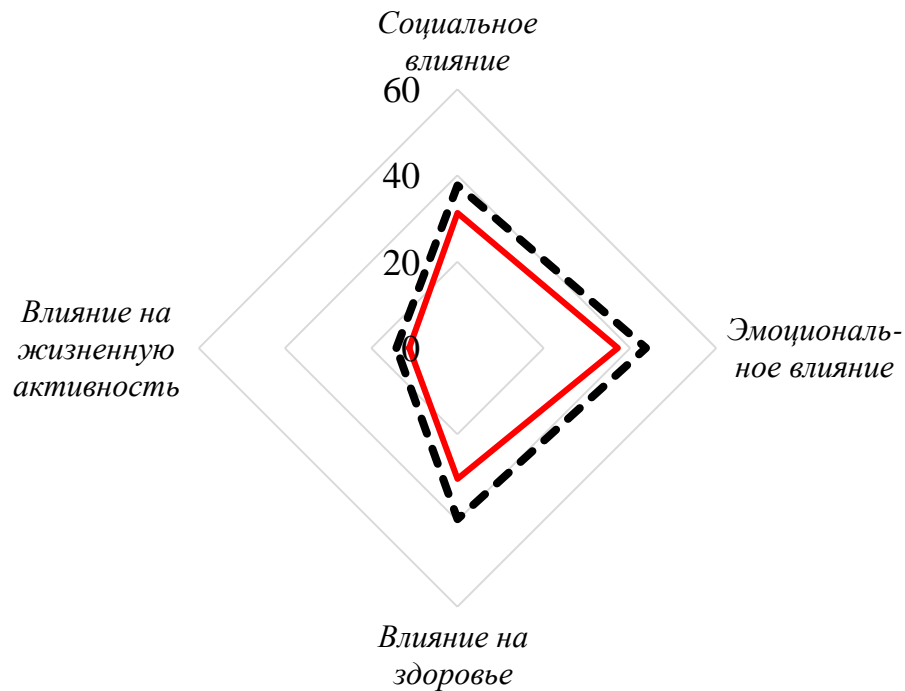 Социальное
влияние
60
40
20
0
Влияние на
жизненную
активность
Эмоциональ-
ное влияние
Влияние на
здоровье